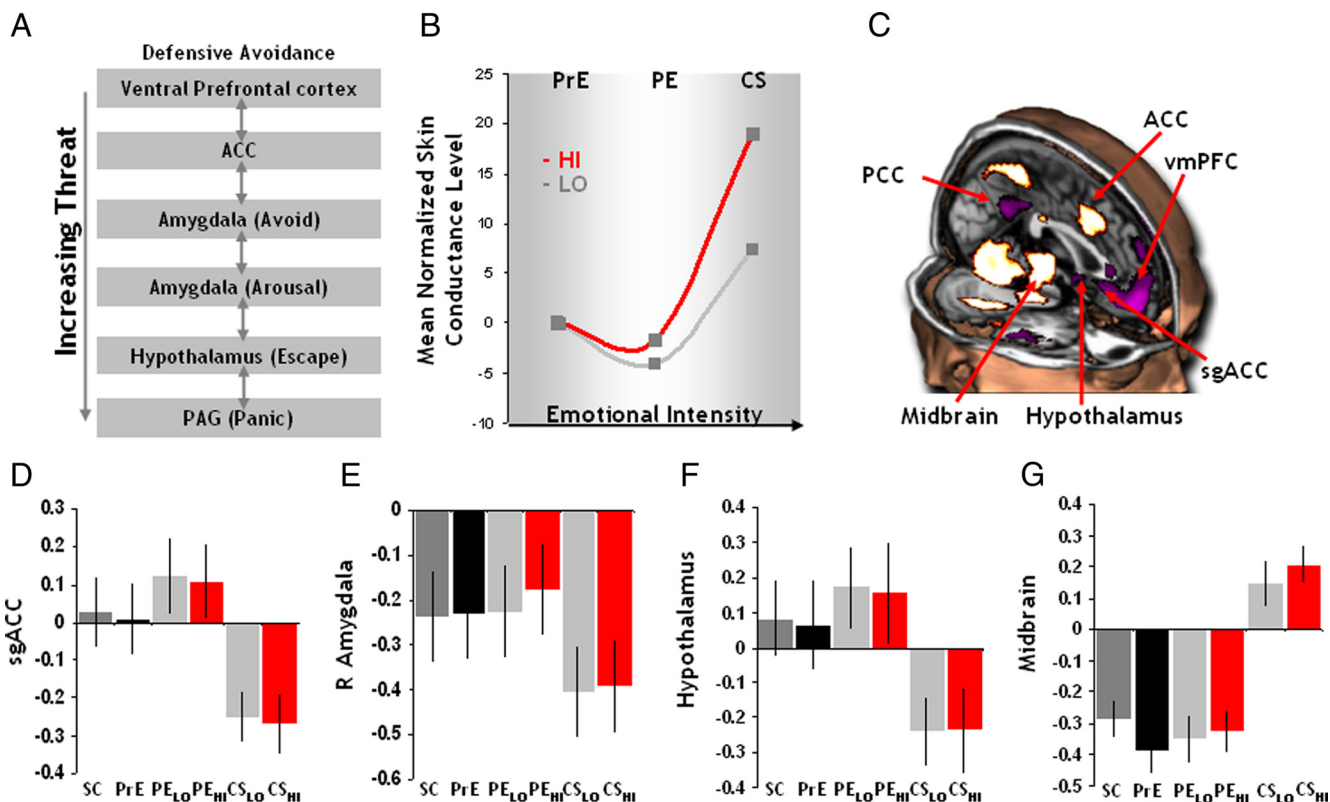 A
Defensive Avoidance
Increasing Threat
Ventral Prefrontal cortex
ACC
Amygdala (Avoid)
Amygdala (Arousal)
Hypothalamus (Escape)
PAG (Panic)
B
Mean Normalized Skin
Conductance Level
25
20
15
10
5
0
-5
-10
PrE PE CS
- HI
- LO
Emotional Intensity
C
ACC
vmPFC
PCC
sgACC
Midbrain
Hypothalamus
D
sgACC
0.3
0.2
0.1
0
-0.1
-0.2
-0.3
-0.4
SC PrE PELO PEHI CSLO CSHI
E
R Amygdala
0
-0.1
-0.2
-0.3
-0.4
-0.5
-0.6
SC PrE PELO PEHI CSLO CSHI
F
Hypothalamus
0.4
0.3
0.2
0.1
0
-0.1
-0.2
-0.3
-0.4
SC PrE PELO PEHI CSLO CSHI
G
Midbrain
0.4
0.3
0.2
0.1
0
-0.1
-0.2
-0.3
-0.4
-0.5
SC PrE PELO PEHI CSLO CSHI